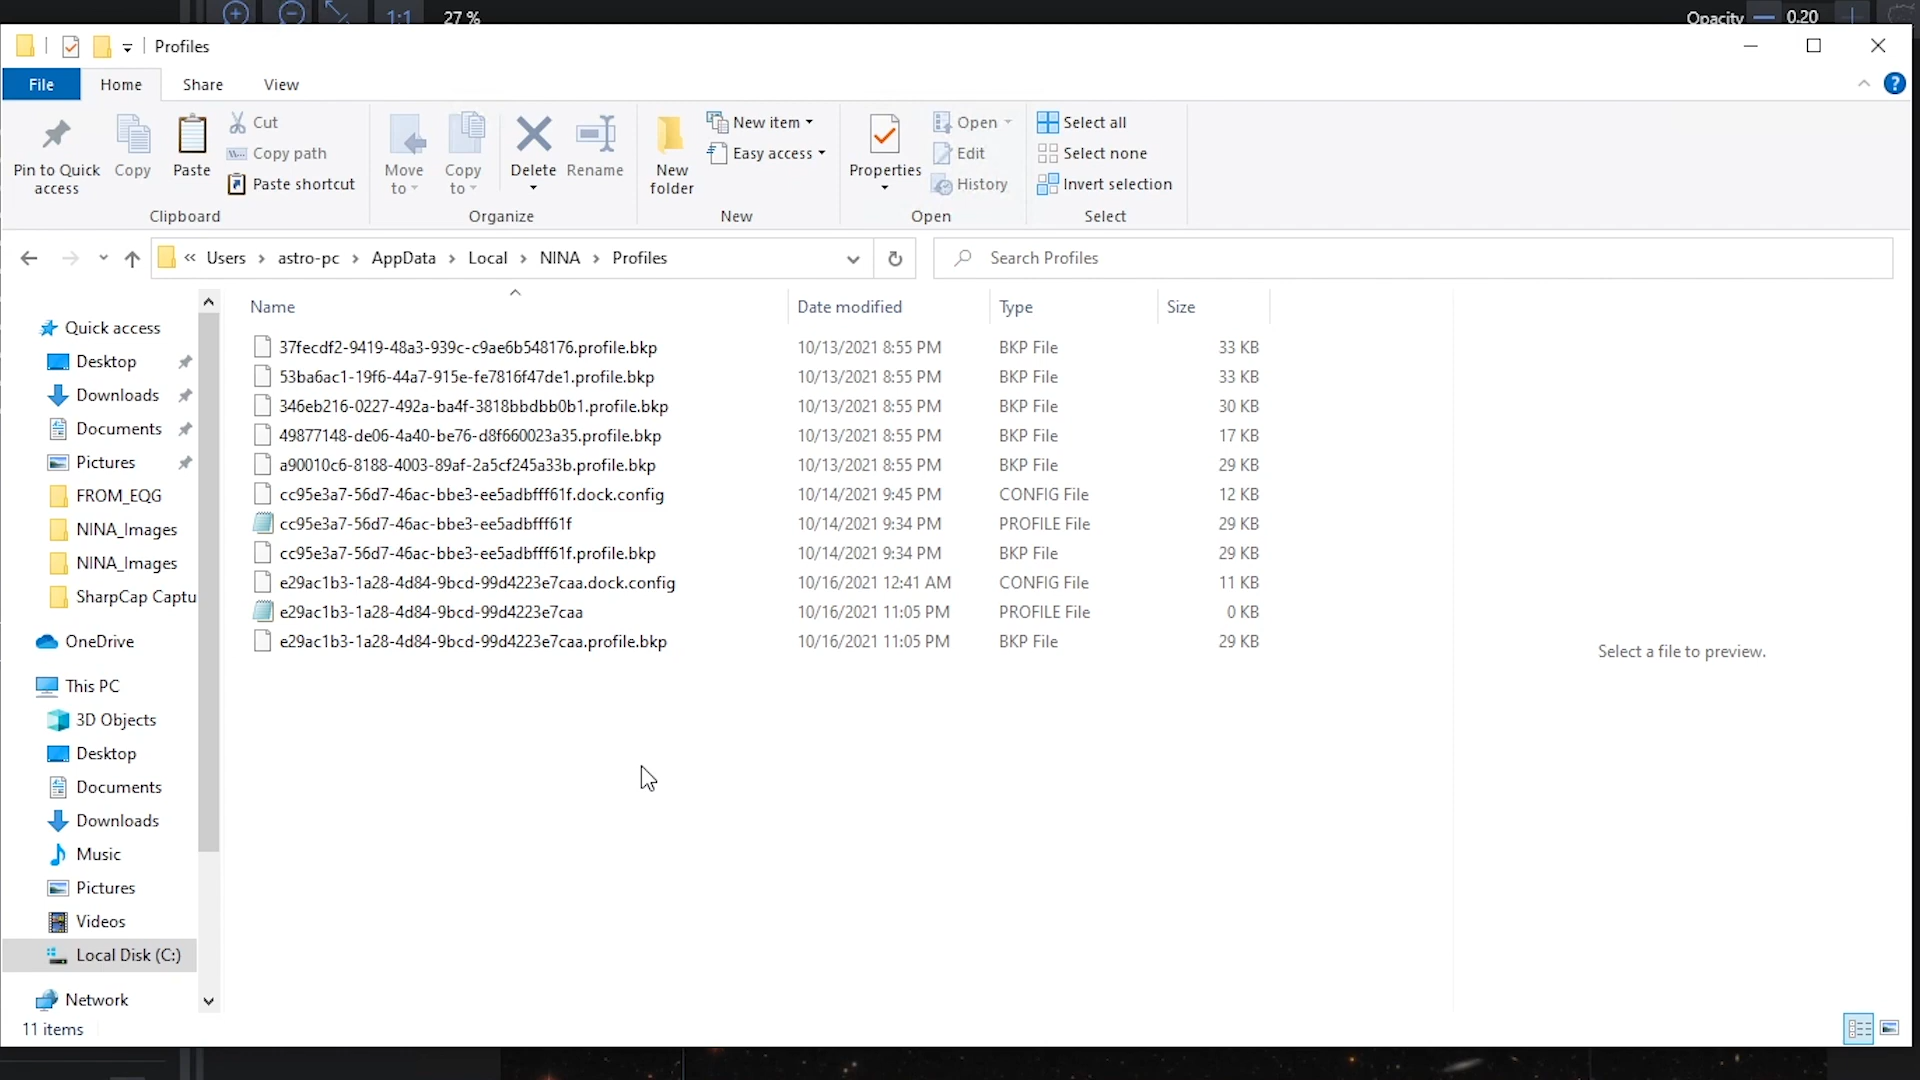 27 %
Opacity
0.20
1:1
Profiles
File
Home
Share
View
Pin to Quick access
Copy
Paste
Cut
Copy path
Paste shortcut
Clipboard
Move to
Copy to
Delete
Rename
Organize
New folder
New item
Easy access
New
Properties
Open
Edit
History
Open
Select all
Select none
Invert selection
Select
« Users › astro-pc › AppData › Local › NINA › Profiles
Search Profiles
Quick access
Desktop
Downloads
Documents
Pictures
FROM_EQG
NINA_Images
NINA_Images
SharpCap Captu
OneDrive
This PC
3D Objects
Desktop
Documents
Downloads
Music
Pictures
Videos
Local Disk (C:)
Network
Name Date modified Type Size
37fecdf2-9419-48a3-939c-c9ae6b548176.profile.bkp 10/13/2021 8:55 PM BKP File 33 KB
53ba6ac1-19f6-44a7-915e-fe7816f47de1.profile.bkp 10/13/2021 8:55 PM BKP File 33 KB
346eb216-0227-492a-ba4f-3818bbdbb0b1.profile.bkp 10/13/2021 8:55 PM BKP File 30 KB
49877148-de06-4a40-be76-d8f660023a35.profile.bkp 10/13/2021 8:55 PM BKP File 17 KB
a90010c6-8188-4003-89af-2a5cf245a33b.profile.bkp 10/13/2021 8:55 PM BKP File 29 KB
cc95e3a7-56d7-46ac-bbe3-ee5adbfff61f.dock.config 10/14/2021 9:45 PM CONFIG File 12 KB
cc95e3a7-56d7-46ac-bbe3-ee5adbfff61f 10/14/2021 9:34 PM PROFILE File 29 KB
cc95e3a7-56d7-46ac-bbe3-ee5adbfff61f.profile.bkp 10/14/2021 9:34 PM BKP File 29 KB
e29ac1b3-1a28-4d84-9bcd-99d4223e7caa.dock.config 10/16/2021 12:41 AM CONFIG File 11 KB
e29ac1b3-1a28-4d84-9bcd-99d4223e7caa 10/16/2021 11:05 PM PROFILE File 0 KB
e29ac1b3-1a28-4d84-9bcd-99d4223e7caa.profile.bkp 10/16/2021 11:05 PM BKP File 29 KB
Select a file to preview.
11 items